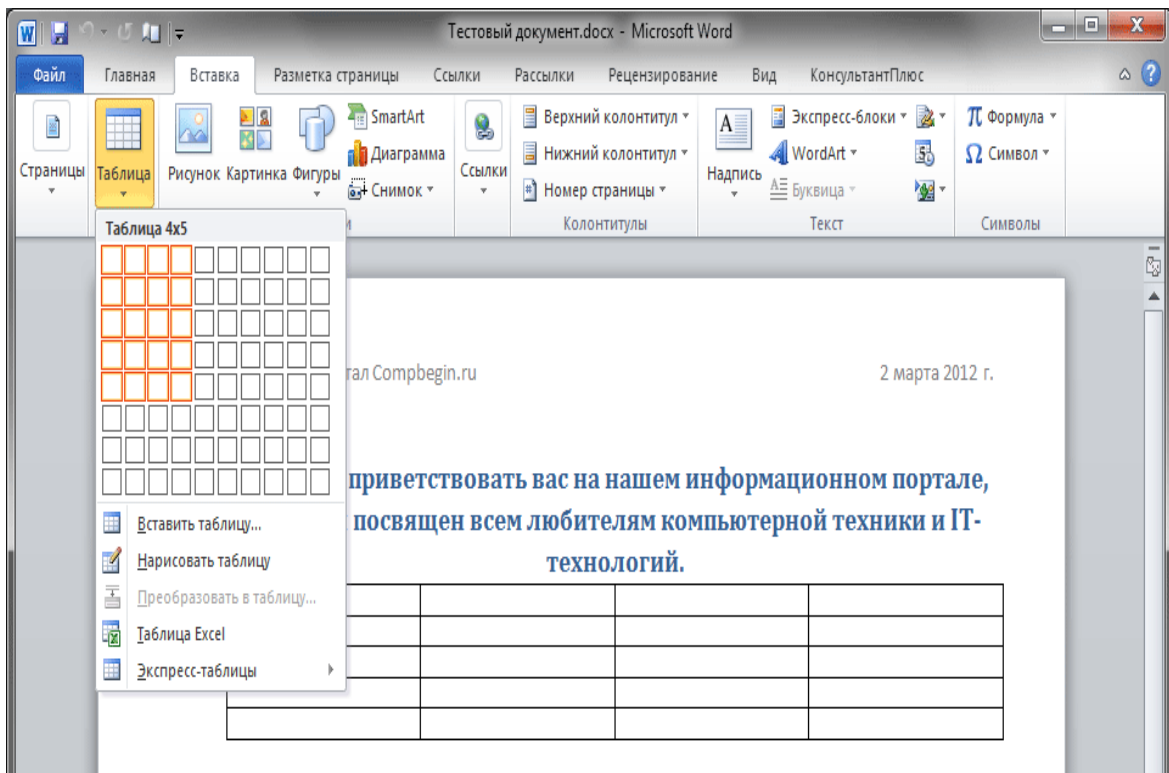 Тестовый документ.docx - Microsoft Word
Файл Главная Вставка Разметка страницы Ссылки Рассылки Рецензирование Вид КонсультантПлюс
Страницы
Таблица
Рисунок Картинка Фигуры
SmartArt
Диаграмма
Снимок
Ссылки
Верхний колонтитул
Нижний колонтитул
Номер страницы
Колонтитулы
Надпись
Экспресс-блоки
WordArt
Буквица
Текст
Формула
Символ
Символы
Таблица 4x5
Вставить таблицу...
Нарисовать таблицу
Преобразовать в таблицу...
Таблица Excel
Экспресс-таблицы
Compbegin.ru 2 марта 2012 г.
приветствовать вас на нашем информационном портале,
посвящен всем любителям компьютерной техники и IT-
технологий.